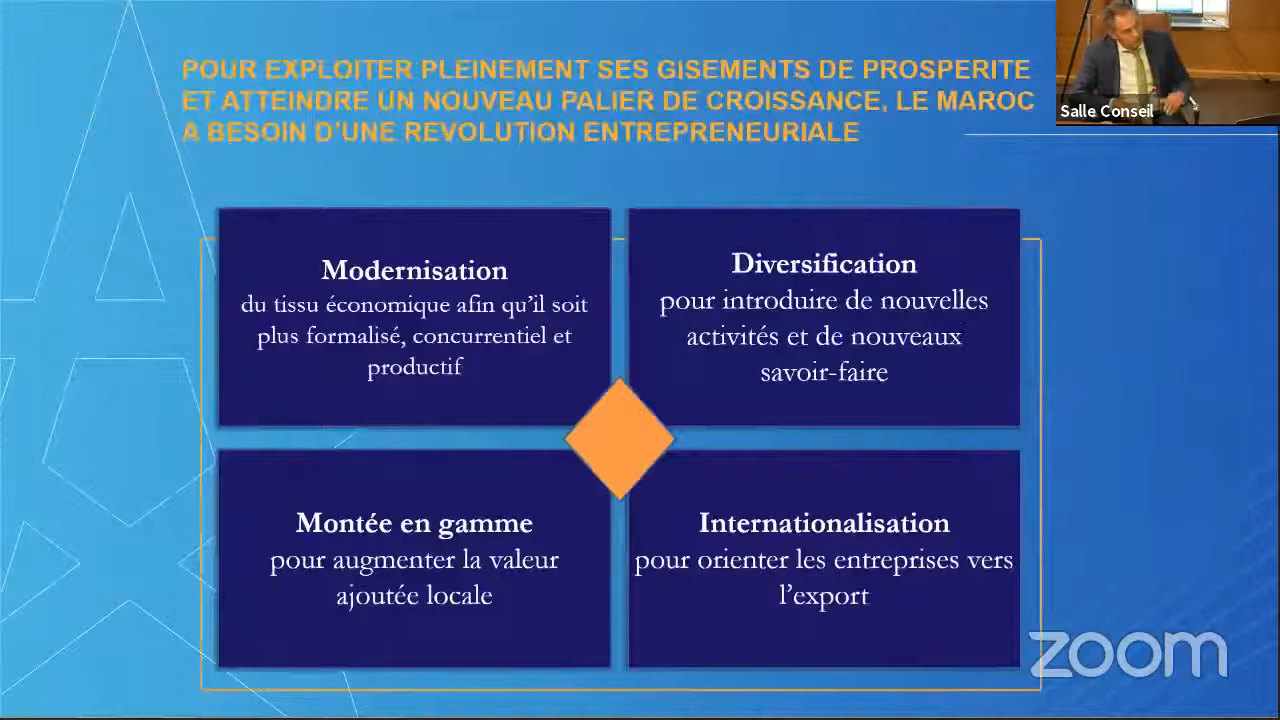 POUR EXPLOITER PLEINEMENT SES GISEMENTS DE PROSPERITE
ET ATTEINDRE UN NOUVEAU PALIER DE CROISSANCE, LE MAROC
A BESOIN D'UNE REVOLUTION ENTREPRENEURIALE
Salle Conseil
Modernisation
du tissu économique afin qu'il soit
plus formalisé, concurrentiel et
productif
Diversification
pour introduire de nouvelles
activités et de nouveaux
savoir-faire
Montée en gamme
pour augmenter la valeur
ajoutée locale
Internationalisation
pour orienter les entreprises vers
l'export
zoom